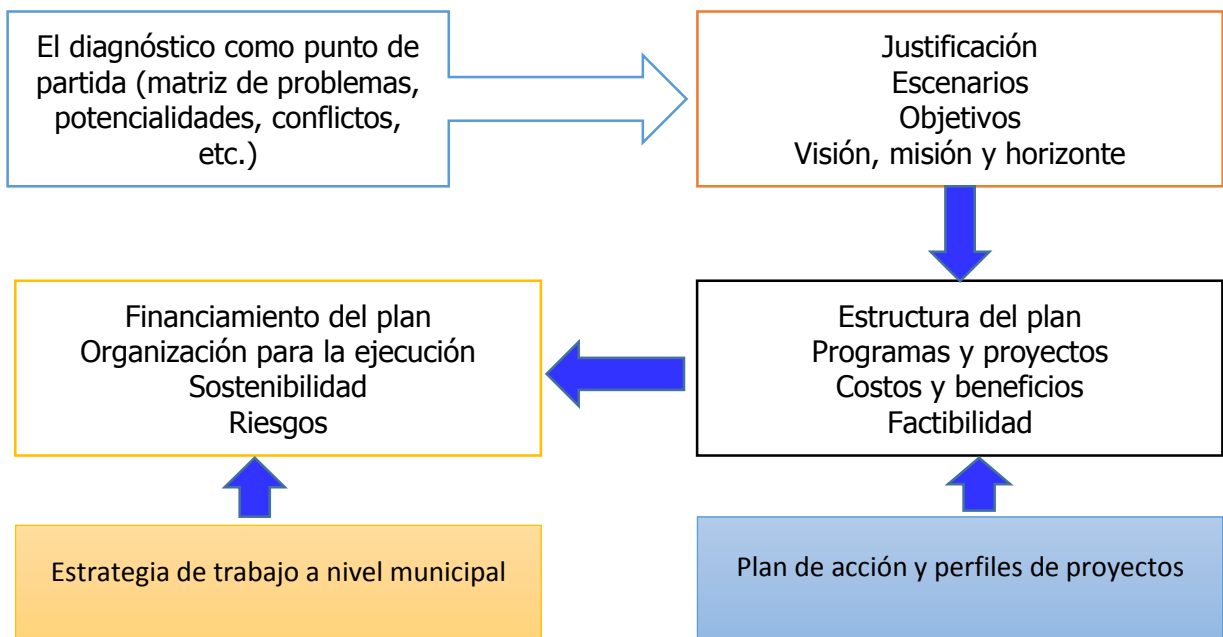 El diagnóstico como punto de
partida (matriz de problemas,
potencialidades, conflictos,
etc.)
Justificación
Escenarios
Objetivos
Visión, misión y horizonte
Financiamiento del plan
Organización para la ejecución
Sostenibilidad
Riesgos
Estructura del plan
Programas y proyectos
Costos y beneficios
Factibilidad
Estrategia de trabajo a nivel municipal
Plan de acción y perfiles de proyectos